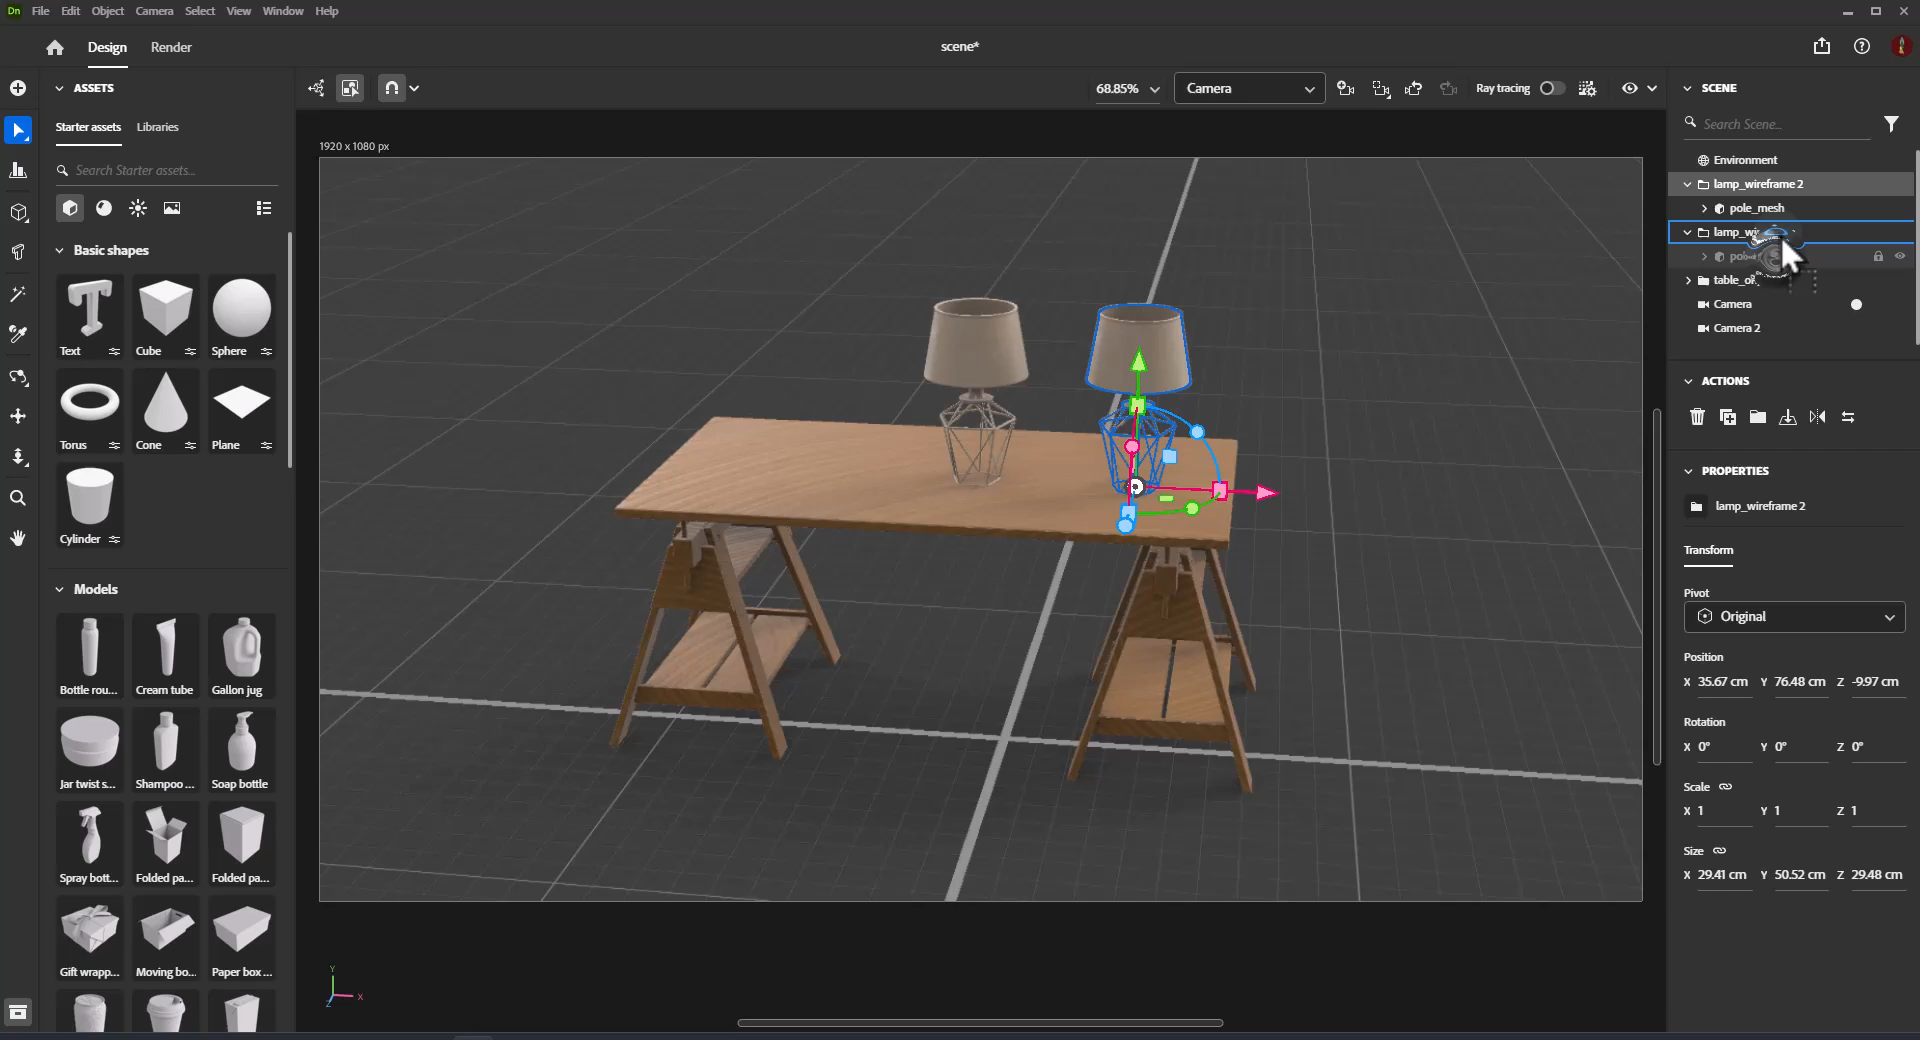 Dn File Edit Object Camera Select View Window Help
Design Render scene*
ASSETS
68.85% Camera Ray tracing
SCENE
Starter assets Libraries
Search Starter assets...
Search Scene...
1920 x 1080 px
Environment
lamp_wireframe 2
pole_mesh
table_
Camera
Camera 2
Basic shapes
Text Cube Sphere
Torus Cone Plane
Cylinder
Models
Bottle rou... Cream tube Gallon jug
Jar twist s... Shampoo ... Soap bottle
Spray bott... Folded pa... Folded pa...
Gift wrapp... Moving bo... Paper box ...
Y
X
Z
ACTIONS
PROPERTIES
lamp_wireframe 2
Transform
Pivot
Original
Position
X 35.67 cm Y 76.48 cm Z -9.97 cm
Rotation
X 0° Y 0° Z 0°
Scale
X 1 Y 1 Z 1
Size
X 29.41 cm Y 50.52 cm Z 29.48 cm